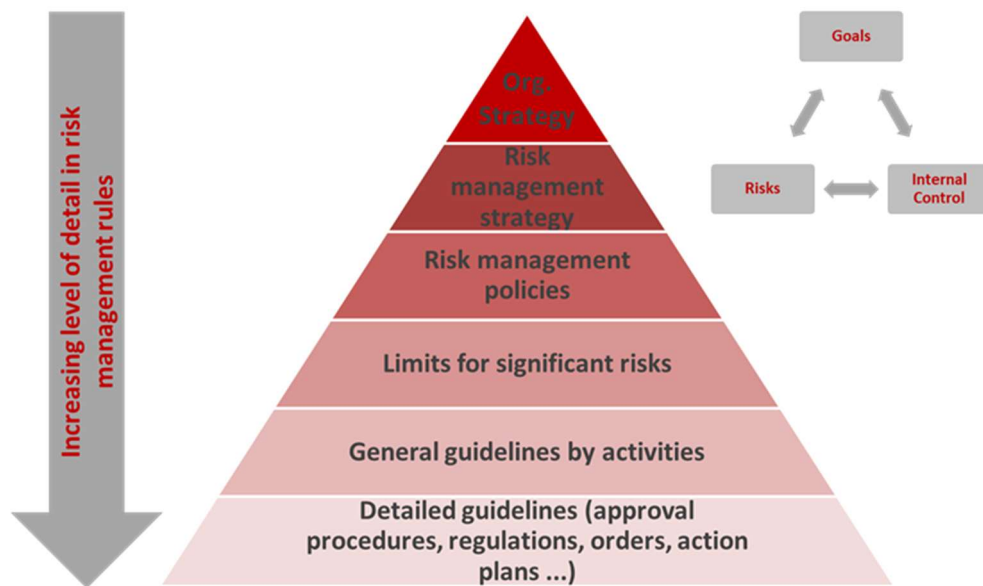 Increasing level of detail in risk
management rules
Org.
Strategy
Risk
management
strategy
Risk management
policies
Limits for significant risks
General guidelines by activities
Detailed guidelines (approval
procedures, regulations, orders, action
plans ...)
Goals
Risks
Internal
Control